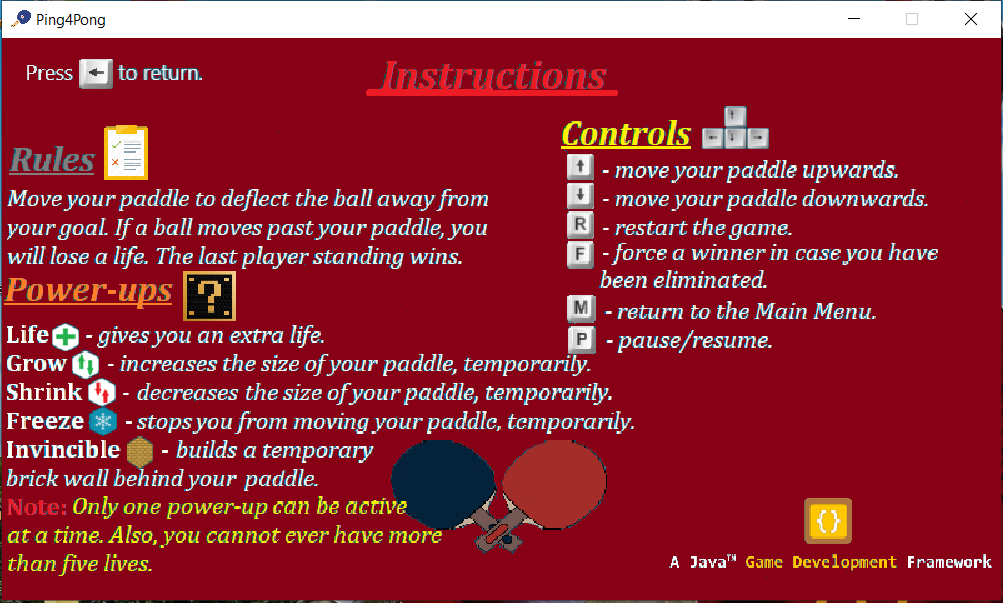 Ping4Pong
Press ← to return.
Instructions
Rules
Move your paddle to deflect the ball away from
your goal. If a ball moves past your paddle, you
will lose a life. The last player standing wins.
Power-ups ?
Life - gives you an extra life.
Grow - increases the size of your paddle, temporarily.
Shrink - decreases the size of your paddle, temporarily.
Freeze - stops you from moving your paddle, temporarily.
Invincible - builds a temporary
brick wall behind your paddle.
Note: Only one power-up can be active
at a time. Also, you cannot ever have more
than five lives.
Controls
↑ - move your paddle upwards.
↓ - move your paddle downwards.
R - restart the game.
F - force a winner in case you have
been eliminated.
M - return to the Main Menu.
P - pause/resume.
{}
A Java™ Game Development Framework